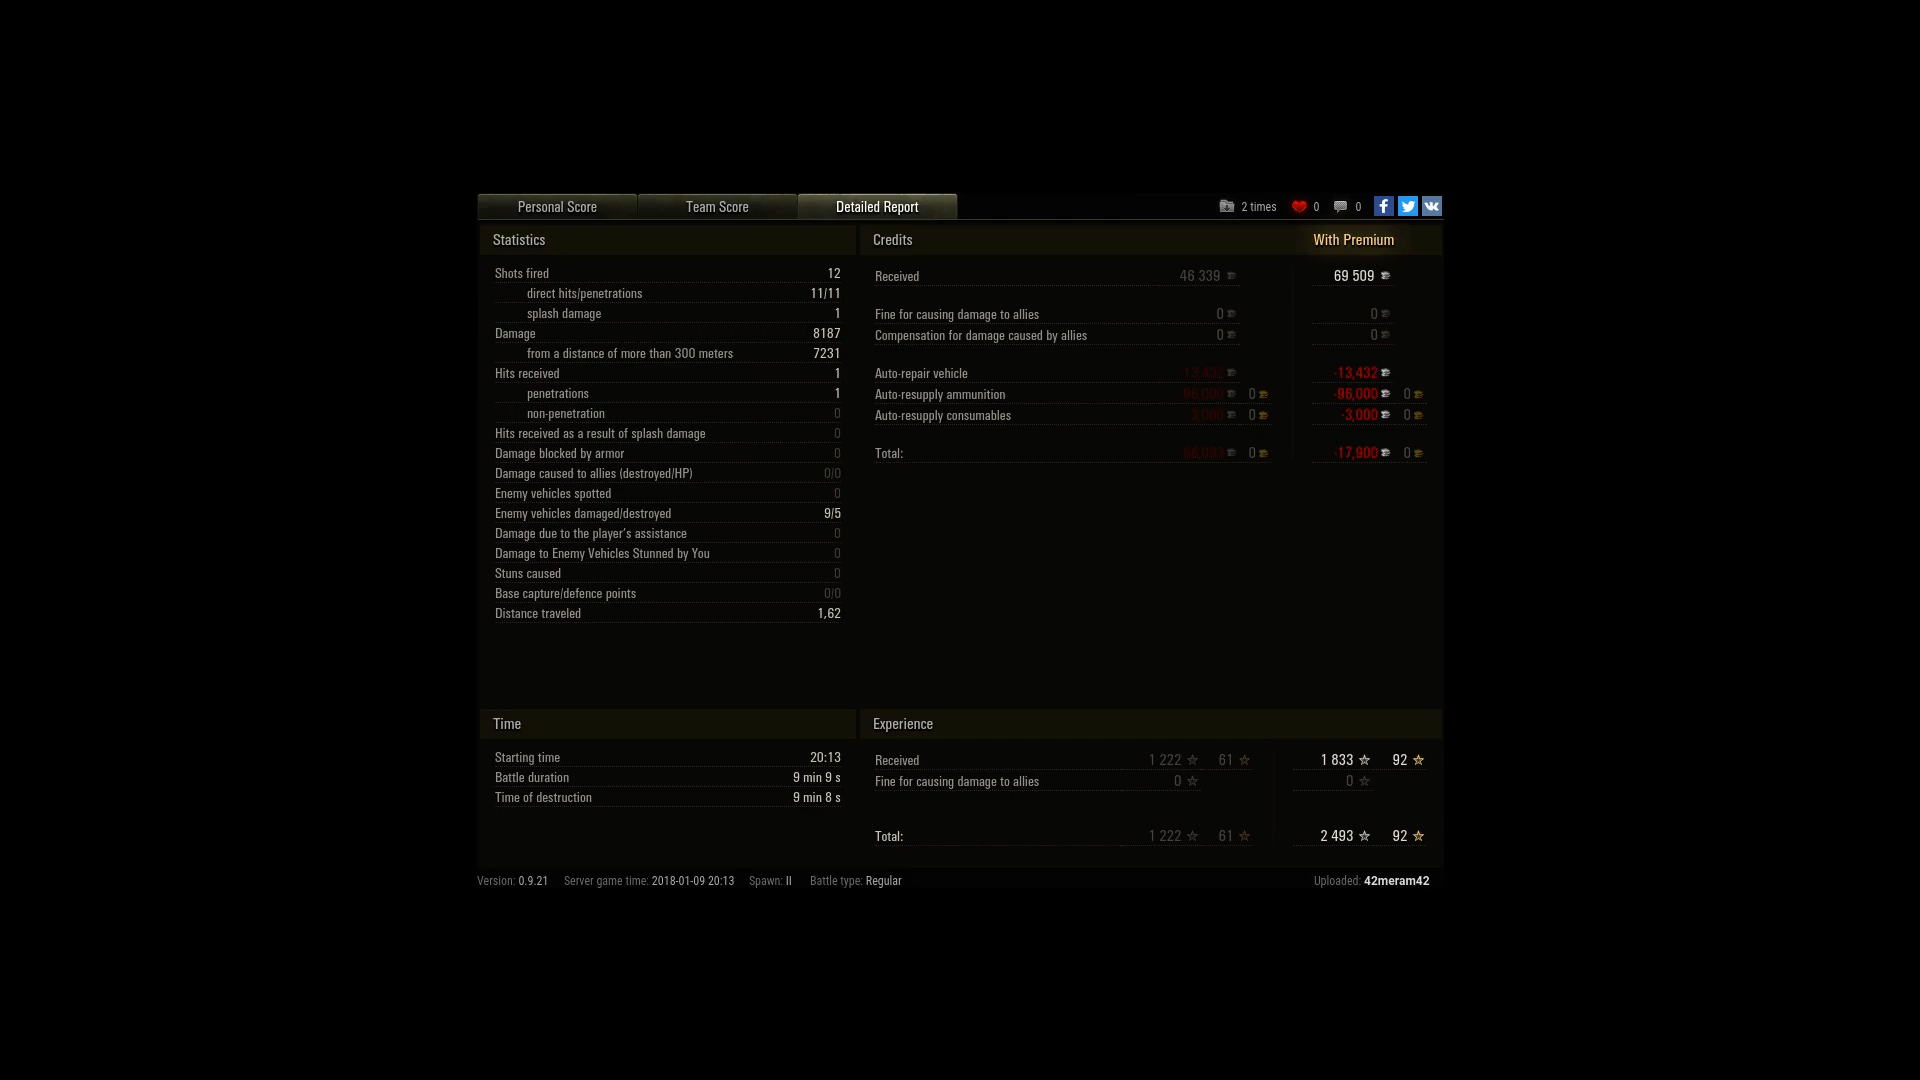 Personal Score Team Score Detailed Report 2 times 0 0
Statistics
Shots fired 12
direct hits/penetrations 11/11
splash damage 1
Damage 8187
from a distance of more than 300 meters 7231
Hits received 1
penetrations 1
non-penetration 0
Hits received as a result of splash damage 0
Damage blocked by armor 0
Damage caused to allies (destroyed/HP) 0/0
Enemy vehicles spotted 0
Enemy vehicles damaged/destroyed 9/5
Damage due to the player's assistance 0
Damage to Enemy Vehicles Stunned by You 0
Stuns caused 0
Base capture/defence points 0/0
Distance traveled 1,62
Credits With Premium
Received 46 339 69 509
Fine for causing damage to allies 0 0
Compensation for damage caused by allies 0 0
Auto-repair vehicle -13,432 -13,432
Auto-resupply ammunition 0 -96,000 0
Auto-resupply consumables 0 -3,000 0
Total: 0 -17,900 0
Time
Starting time 20:13
Battle duration 9 min 9 s
Time of destruction 9 min 8 s
Experience
Received 1 222 61 1 833 92
Fine for causing damage to allies 0 0
Total: 1 222 61 2 493 92
Version: 0.9.21 Server game time: 2018-01-09 20:13 Spawn: II Battle type: Regular Uploaded: 42meram42